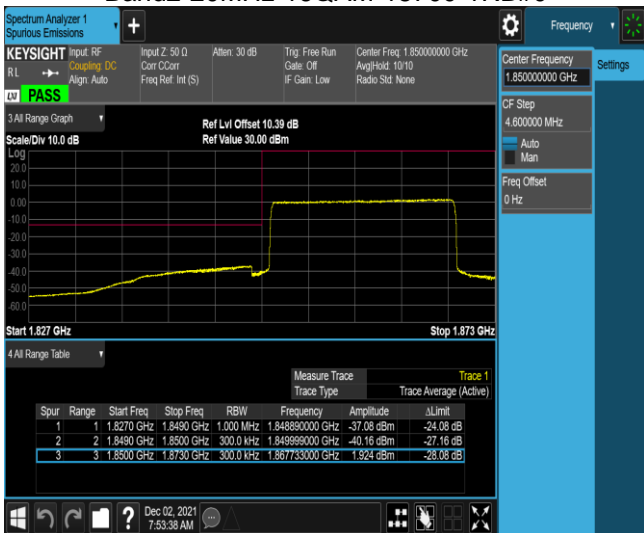 Spectrum Analyzer 1
Spurious Emissions
Frequency
KEYSIGHT Input: RF
RL
Coupling: DC
Align: Auto
LXI PASS
Input Z: 50 Ω
Corr CCorr
Freq Ref: Int (S)
Atten: 30 dB
Trig: Free Run
Gate: Off
IF Gain: Low
Center Freq: 1.850000000 GHz
Avg|Hold: 10/10
Radio Std: None
Center Frequency
1.850000000 GHz
Settings
CF Step
4.600000 MHz
Auto
Man
Freq Offset
0 Hz
3 All Range Graph
Scale/Div 10.0 dB
Ref Lvl Offset 10.39 dB
Ref Value 30.00 dBm
Log
20.0
10.0
0.00
-10.0
-20.0
-30.0
-40.0
-50.0
-60.0
Start 1.827 GHz
Stop 1.873 GHz
4 All Range Table
Measure Trace Trace 1
Trace Type Trace Average (Active)
Spur Range Start Freq Stop Freq RBW Frequency Amplitude ΔLimit
1 1 1.8270 GHz 1.8490 GHz 1.000 MHz 1.848890000 GHz -37.08 dBm -24.08 dB
2 2 1.8490 GHz 1.8500 GHz 300.0 kHz 1.849999000 GHz -40.16 dBm -27.16 dB
3 3 1.8500 GHz 1.8730 GHz 300.0 kHz 1.867733000 GHz 1.924 dBm -28.08 dB
Dec 02, 2021
7:53:38 AM